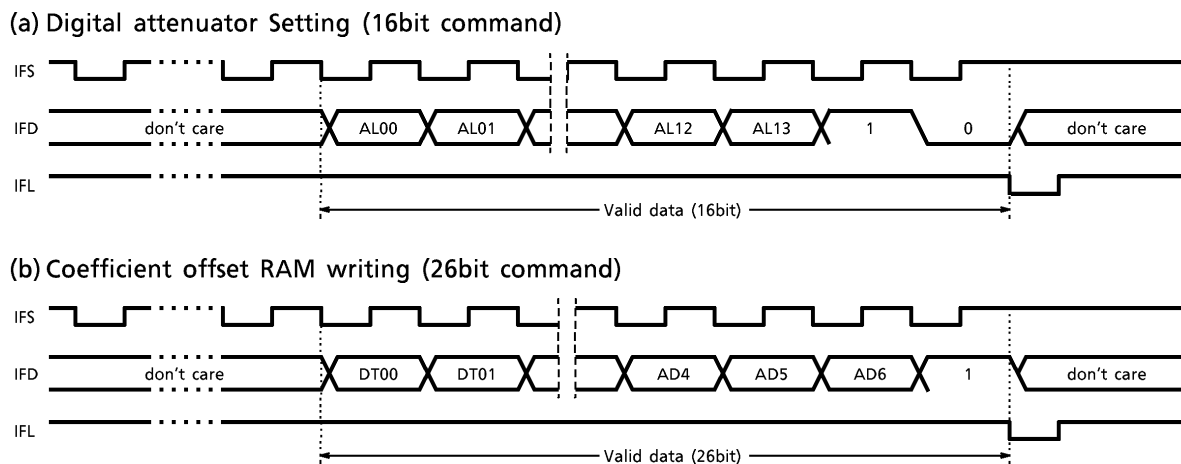 (a) Digital attenuator Setting (16bit command)
IFS
IFD don't care AL00 AL01 AL12 AL13 1 0 don't care
IFL
Valid data (16bit)
(b) Coefficient offset RAM writing (26bit command)
IFS
IFD don't care DT00 DT01 AD4 AD5 AD6 1 don't care
IFL
Valid data (26bit)